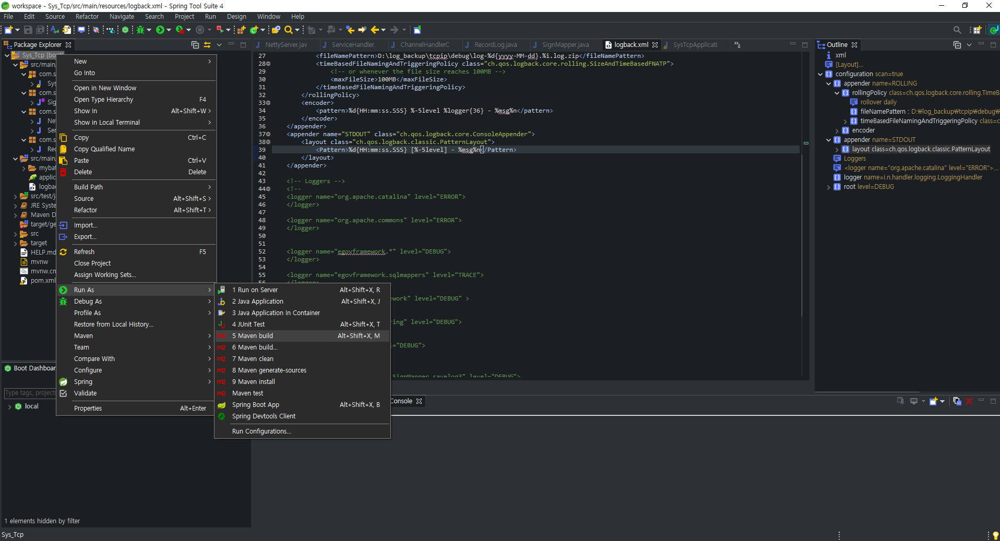 workspace - Sys_Tcp/src/main/resources/logback.xml - Spring Tool Suite 4
File Edit Source Refactor Navigate Search Project Run Design Window Help
Package Explorer
Sys_Tcp [boot]
src/main/
com.s
Sys
com.s
Sig
com.s
Net
Ser
com.s
Rec
src/main/
mybat
applic
logba
src/test/j
JRE Syste
Maven D
target/ge
src
target
HELP.md
mvnw
mvnw.cm
pom.xml
New
Go Into
Open in New Window
Open Type Hierarchy F4
Show In Alt+Shift+W
Show in Local Terminal
Copy Ctrl+C
Copy Qualified Name
Paste Ctrl+V
Delete Delete
Build Path
Source Alt+Shift+S
Refactor Alt+Shift+T
Import...
Export...
Refresh F5
Close Project
Assign Working Sets...
Run As
Debug As
Profile As
Restore from Local History...
Maven
Team
Compare With
Configure
Spring
Validate
Properties Alt+Enter
1 Run on Server Alt+Shift+X, R
2 Java Application Alt+Shift+X, J
3 Java Application In Container
4 JUnit Test Alt+Shift+X, T
5 Maven build Alt+Shift+X, M
6 Maven build...
7 Maven clean
8 Maven generate-sources
9 Maven install
Maven test
Spring Boot App Alt+Shift+X, B
Spring Devtools Client
Run Configurations...
NettyServer.jav ServiceHandler. ChannelHandlerC RecordLog.java SignMapper.java logback.xml SysTcpApplicati »8
27 <fileNamePattern>D:\log_backup\tcpip\debug\log-%d{yyyy-MM-dd}.%i.log.zip</fileNamePattern>
28 <timeBasedFileNamingAndTriggeringPolicy class="ch.qos.logback.core.rolling.SizeAndTimeBasedFNATP">
29 <!-- or whenever the file size reaches 100MB -->
30 <maxFileSize>100MB</maxFileSize>
31 </timeBasedFileNamingAndTriggeringPolicy>
32 </rollingPolicy>
33 <encoder>
34 <pattern>%d{HH:mm:ss.SSS} %-5level %logger{36} - %msg%n</pattern>
35 </encoder>
36 </appender>
37 <appender name="STDOUT" class="ch.qos.logback.core.ConsoleAppender">
38 <layout class="ch.qos.logback.classic.PatternLayout">
39 <Pattern>%d{HH:mm:ss.SSS} [%-5level] - %msg%n</Pattern>
40 </layout>
41 </appender>
42
43 <!-- Loggers -->
44 <!--
45 <logger name="org.apache.catalina" level="ERROR">
46 </logger>
47
48 <logger name="org.apache.commons" level="ERROR">
49 </logger>
50
51
52 <logger name="egovframework.*" level="DEBUG">
53 </logger>
54
55 <logger name="egovframework.sqlmappers" level="TRACE">
56 </logger>
work" level="DEBUG" >
ing" level="DEBUG">
="DEBUG">
SignMapper.savelog3" level="DEBUG">
Outline
xml
[Layout]...
configuration scan=true
appender name=ROLLING
rollingPolicy class=ch.qos.logback.core.rolling.TimeB
rollover daily
fileNamePattern : D:₩log_backup₩tcpip₩debug₩
timeBasedFileNamingAndTriggeringPolicy class=c
encoder
appender name=STDOUT
layout class=ch.qos.logback.classic.PatternLayout
Loggers
<logger name="org.apache.catalina" level="ERROR">...
logger name=i.n.handler.logging.LoggingHandler
root level=DEBUG
Boot Dashboar
Type tags, projects
local
1 elements hidden by filter
Console
Sys_Tcp